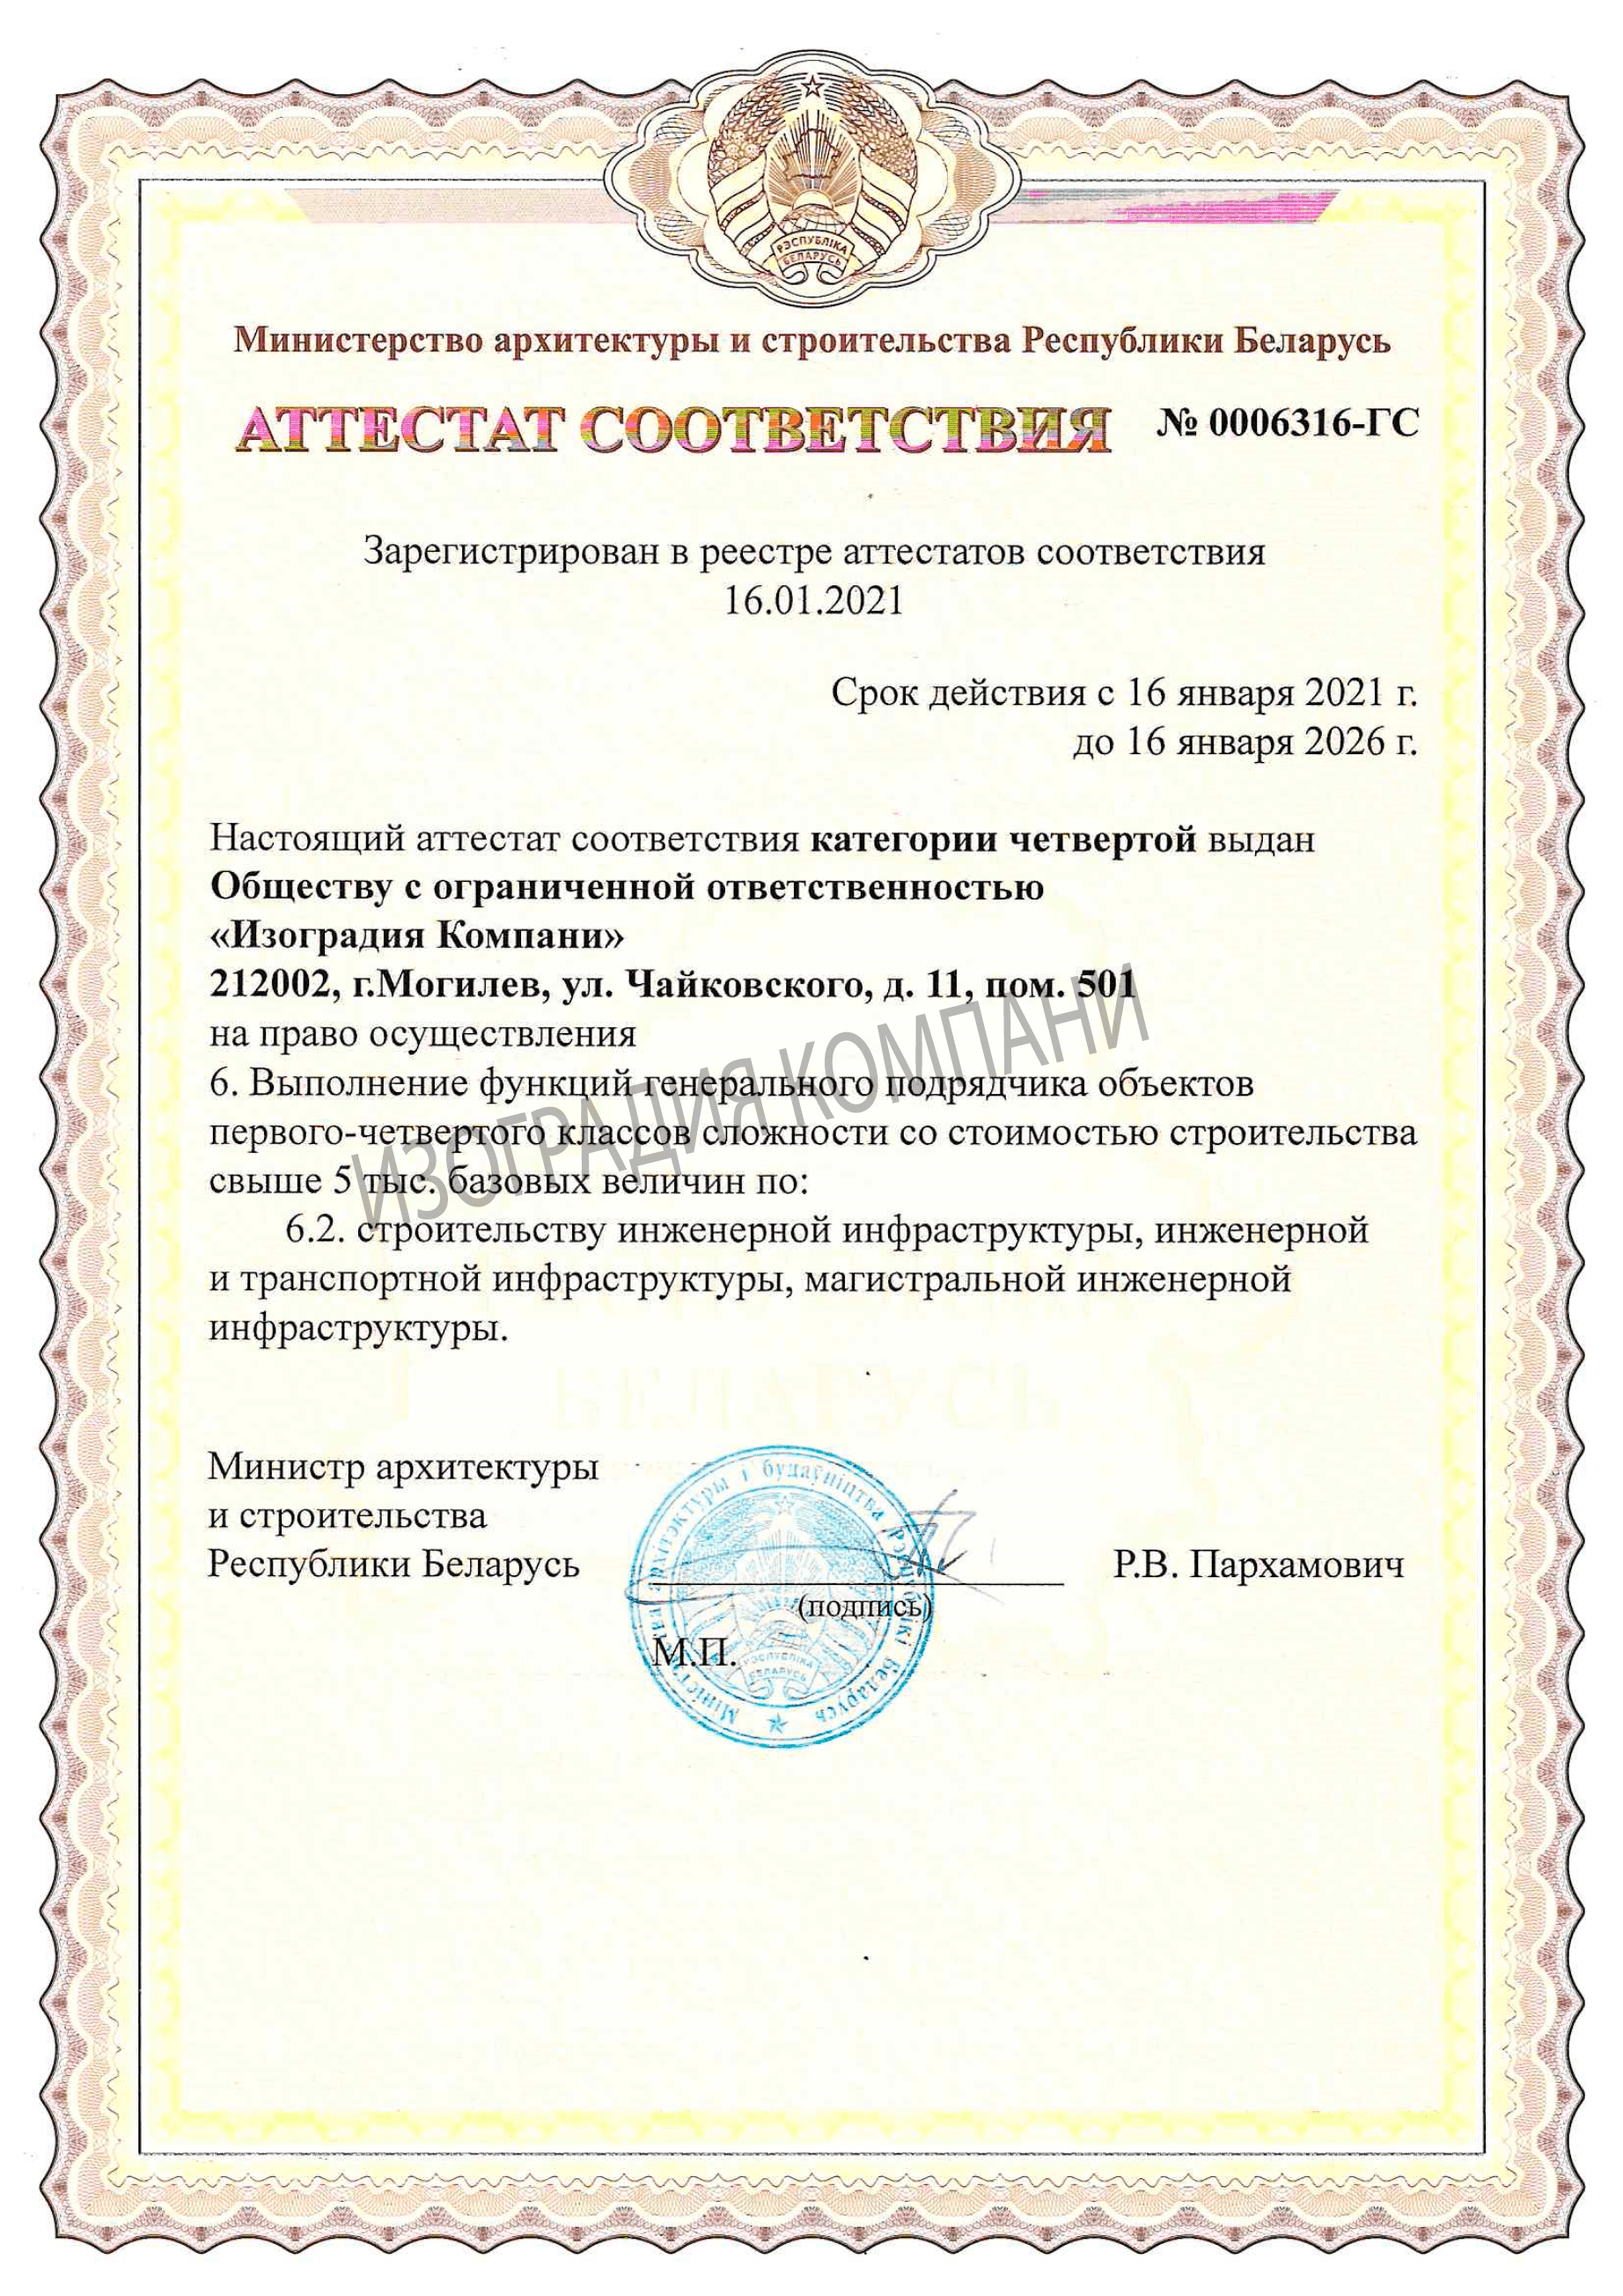 РЭСПУБЛІКА
БЕЛАРУСЬ
Министерство архитектуры и строительства Республики Беларусь
АТТЕСТАТ СООТВЕТСТВИЯ № 0006316-ГС
Зарегистрирован в реестре аттестатов соответствия
16.01.2021
Срок действия с 16 января 2021 г.
до 16 января 2026 г.
Настоящий аттестат соответствия категории четвертой выдан
Обществу с ограниченной ответственностью
«Изоградия Компани»
212002, г.Могилев, ул. Чайковского, д. 11, пом. 501
на право осуществления
6. Выполнение функций генерального подрядчика объектов
первого-четвертого классов сложности со стоимостью строительства
свыше 5 тыс. базовых величин по:
6.2. строительству инженерной инфраструктуры, инженерной
и транспортной инфраструктуры, магистральной инженерной
инфраструктуры.
ИЗОГРАДИЯ КОМПАНИ
БЕЛАРУСЬ
Министр архитектуры
и строительства
Республики Беларусь
Р.В. Пархамович
(подпись)
М.П.
Міністэрства архітэктуры і будаўніцтва Рэспублікі Беларусь
РЭСПУБЛІКА
БЕЛАРУСЬ